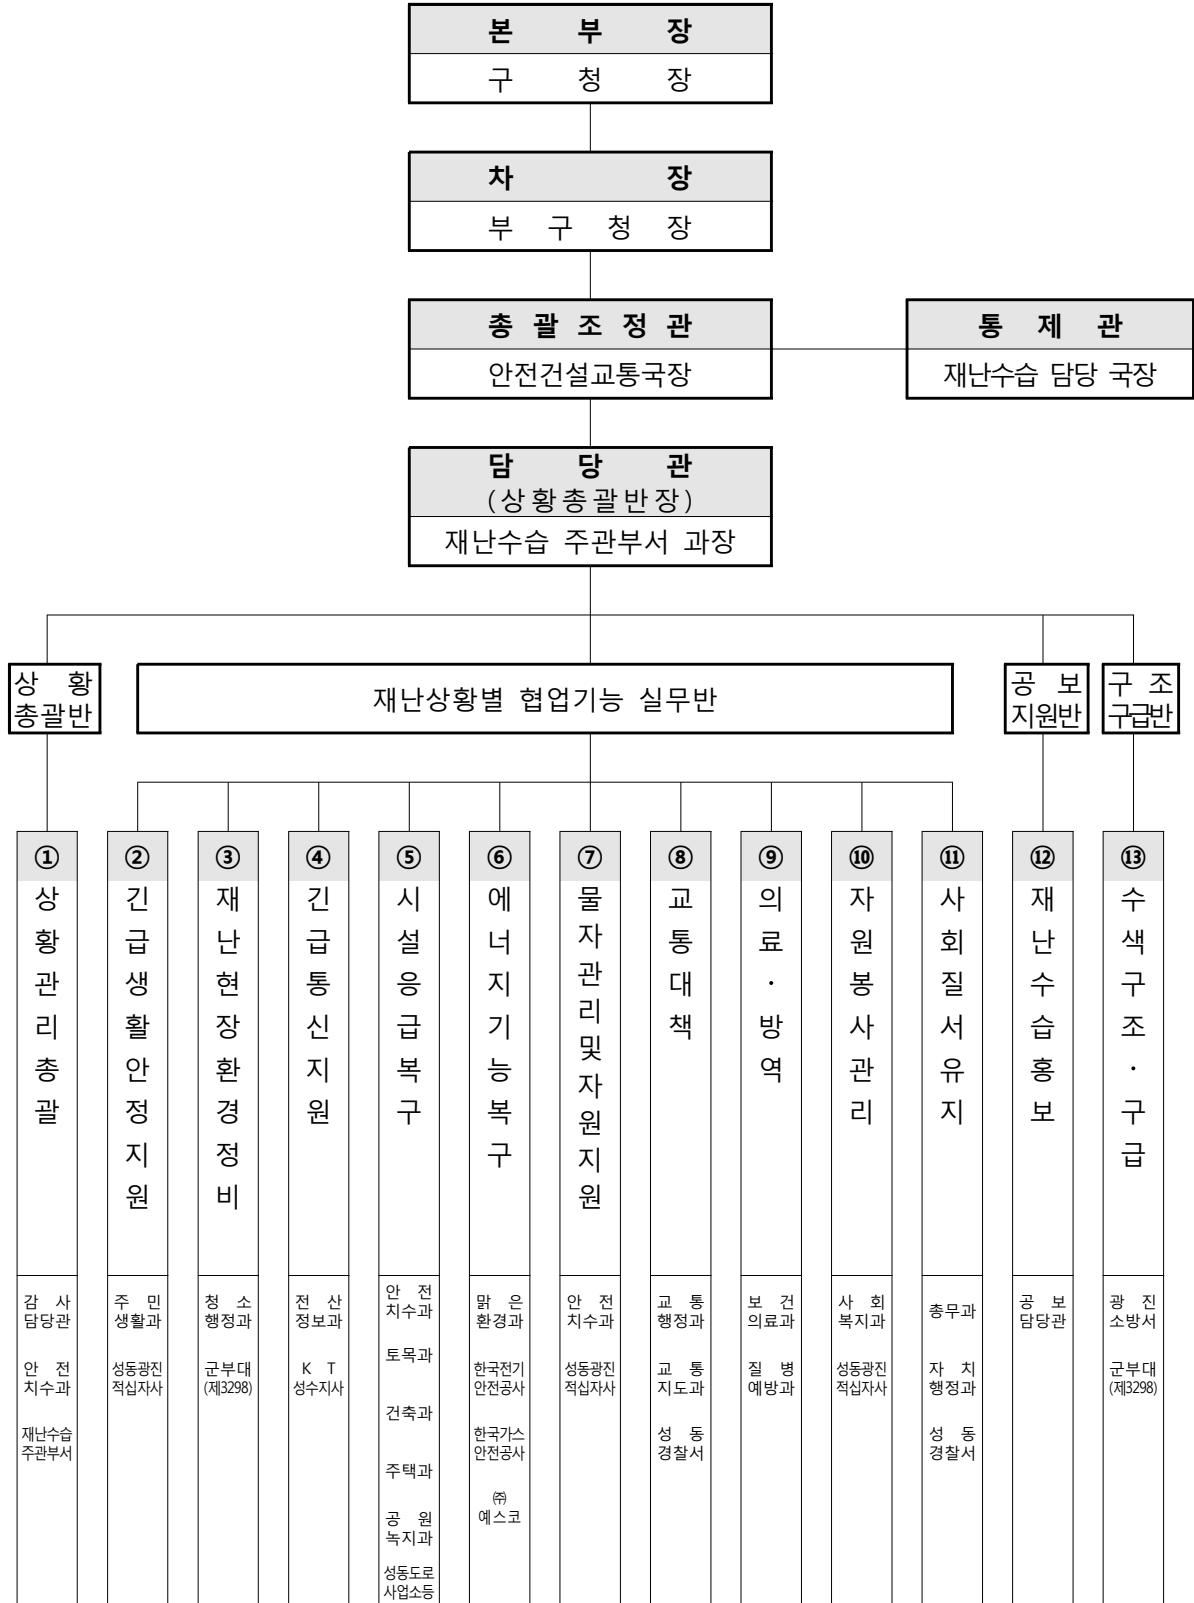 본 부 장
구 청 장
차 장
부 구 청 장
총 괄 조 정 관
안전건설교통국장
통 제 관
재난수습 담당 국장
담 당 관
(상황총괄반장)
재난수습 주관부서 과장
상 황
총괄반
재난상황별 협업기능 실무반
공 보
지원반
구 조
구급반
①
상황관리총괄
감 사
담당관
안 전
치수과
재난수습
주관부서
②
긴급생활안정지원
주 민
생활과
성동광진
적십자사
③
재난현장환경정비
청 소
행정과
군부대
(제3298)
④
긴급통신지원
전 산
정보과
K T
성수지사
⑤
시설응급복구
안 전
치수과
토목과
건축과
주택과
공 원
녹지과
성동도로
사업소등
⑥
에너지기능복구
맑 은
환경과
한국전기
안전공사
한국가스
안전공사
㈜
예스코
⑦
물자관리및자원지원
안 전
치수과
성동광진
적십자사
⑧
교통대책
교 통
행정과
교 통
지도과
성 동
경찰서
⑨
의료·방역
보 건
의료과
질 병
예방과
⑩
자원봉사관리
사 회
복지과
성동광진
적십자사
⑪
사회질서유지
총무과
자 치
행정과
성 동
경찰서
⑫
재난수습홍보
공 보
담당관
⑬
수색구조·구급
광 진
소방서
군부대
(제3298)